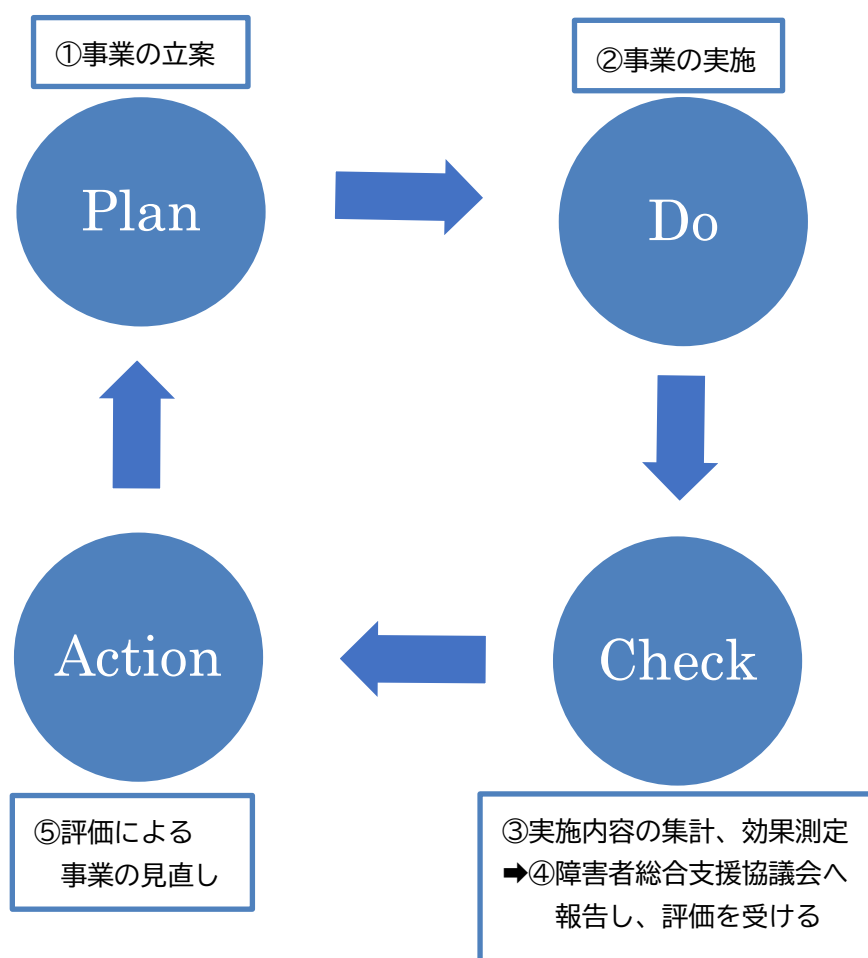 ①事業の立案
②事業の実施
Plan
Do
Action
Check
⑤評価による
事業の見直し
③実施内容の集計、効果測定
➡④障害者総合支援協議会へ
報告し、評価を受ける